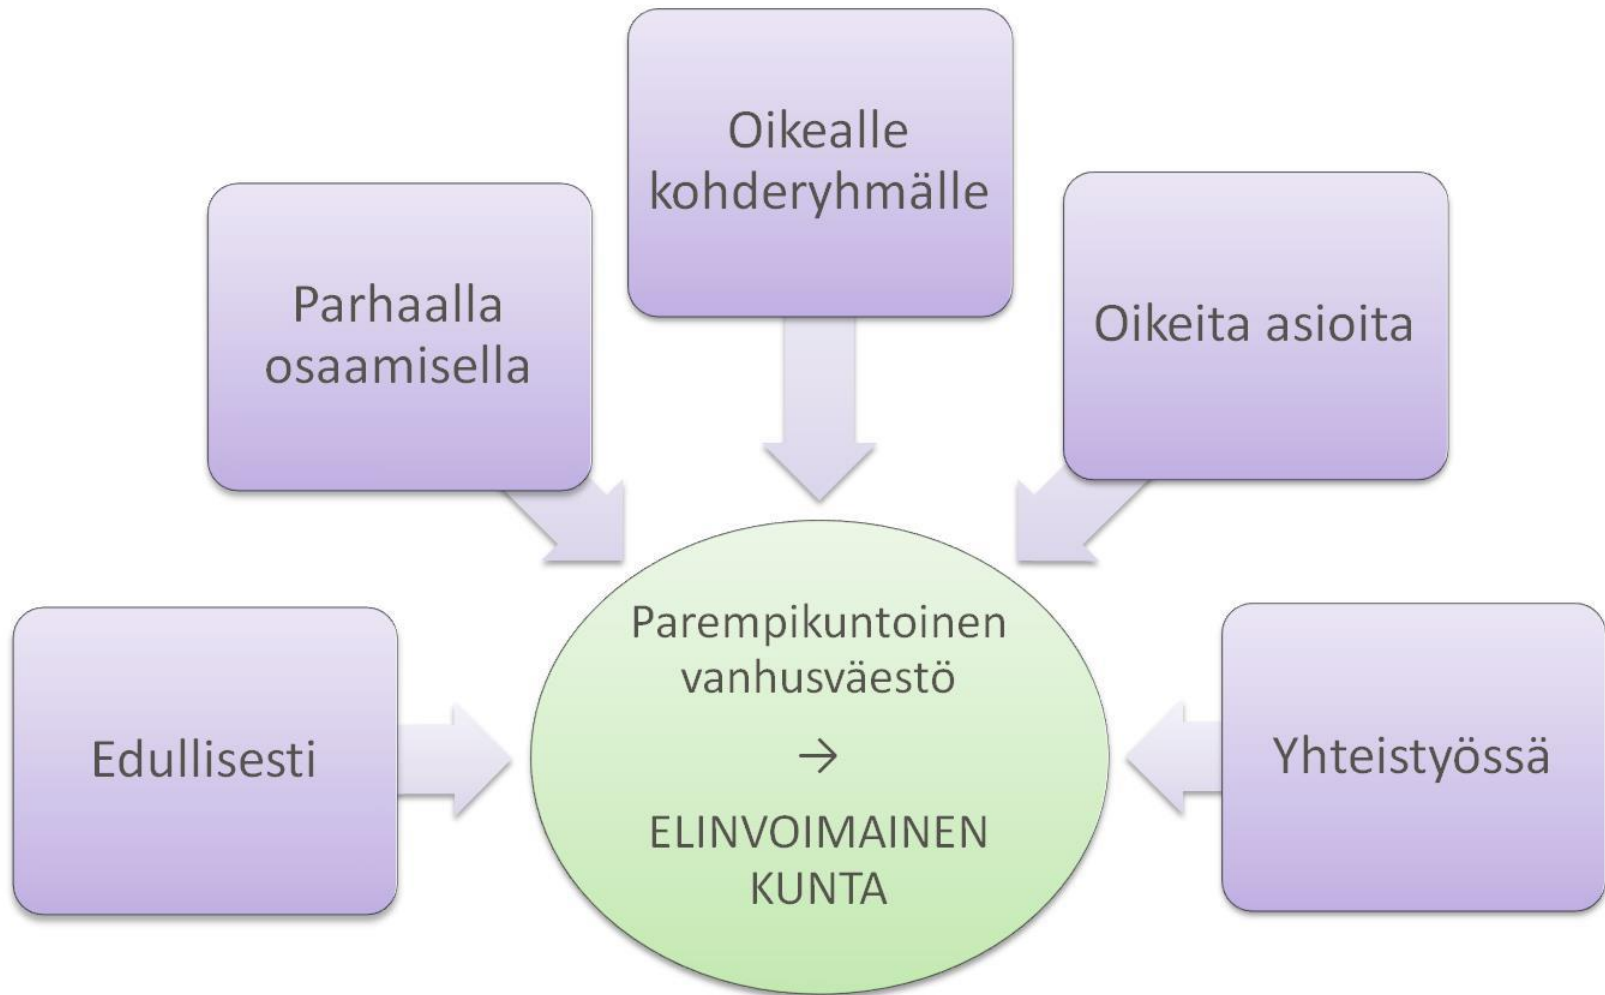 Oikealle
kohderyhmälle
Parhaalla
osaamisella
Oikeita asioita
Edullisesti
Parempikuntoinen
vanhusväestö
→
ELINVOIMAINEN
KUNTA
Yhteistyössä